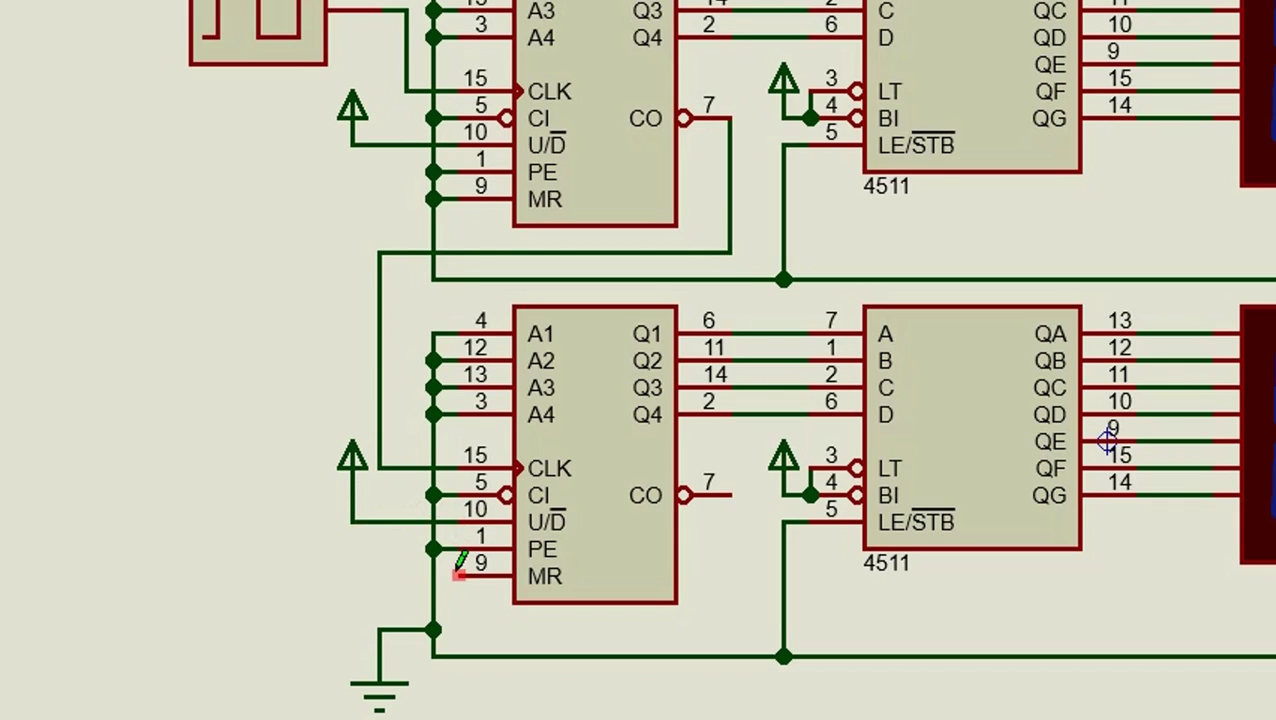 13 A3 Q3 14 2 C QC 11
3 A4 Q4 2 6 D QD 10
QE 9
15 CLK 3 LT QF 15
5 CI CO 7 4 BI QG 14
10 U/D 5 LE/STB
1 PE
9 MR
4511
4 A1 Q1 6 7 A QA 13
12 A2 Q2 11 1 B QB 12
13 A3 Q3 14 2 C QC 11
3 A4 Q4 2 6 D QD 10
QE 9
15 CLK 3 LT QF 15
5 CI CO 7 4 BI QG 14
10 U/D 5 LE/STB
1 PE
9 MR
4511